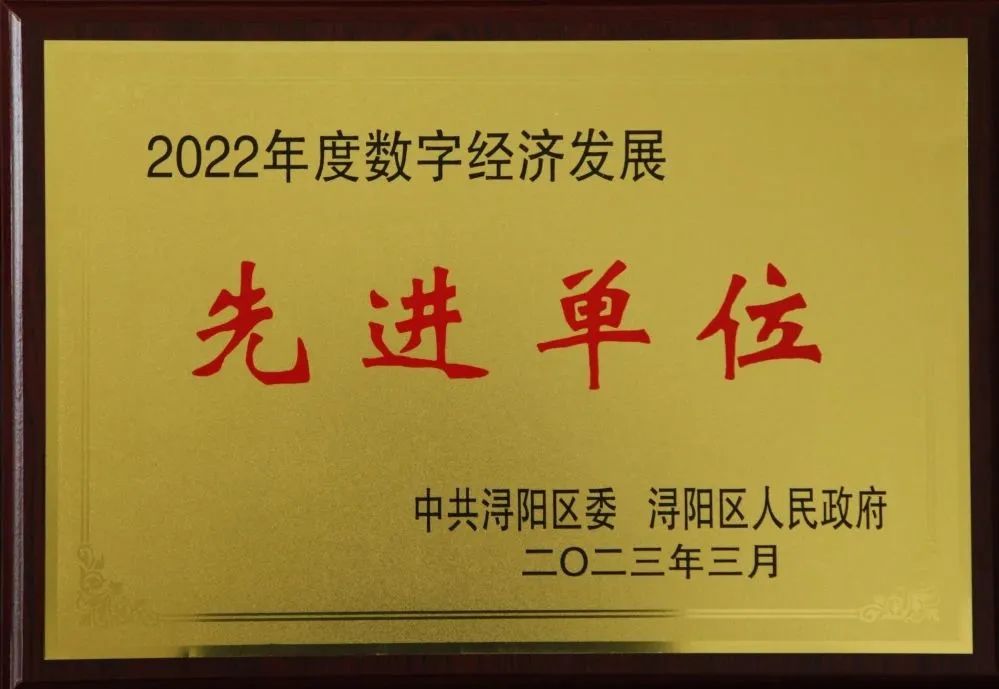 2022年度数字经济发展
先进单位
中共浔阳区委 浔阳区人民政府
二〇二三年三月